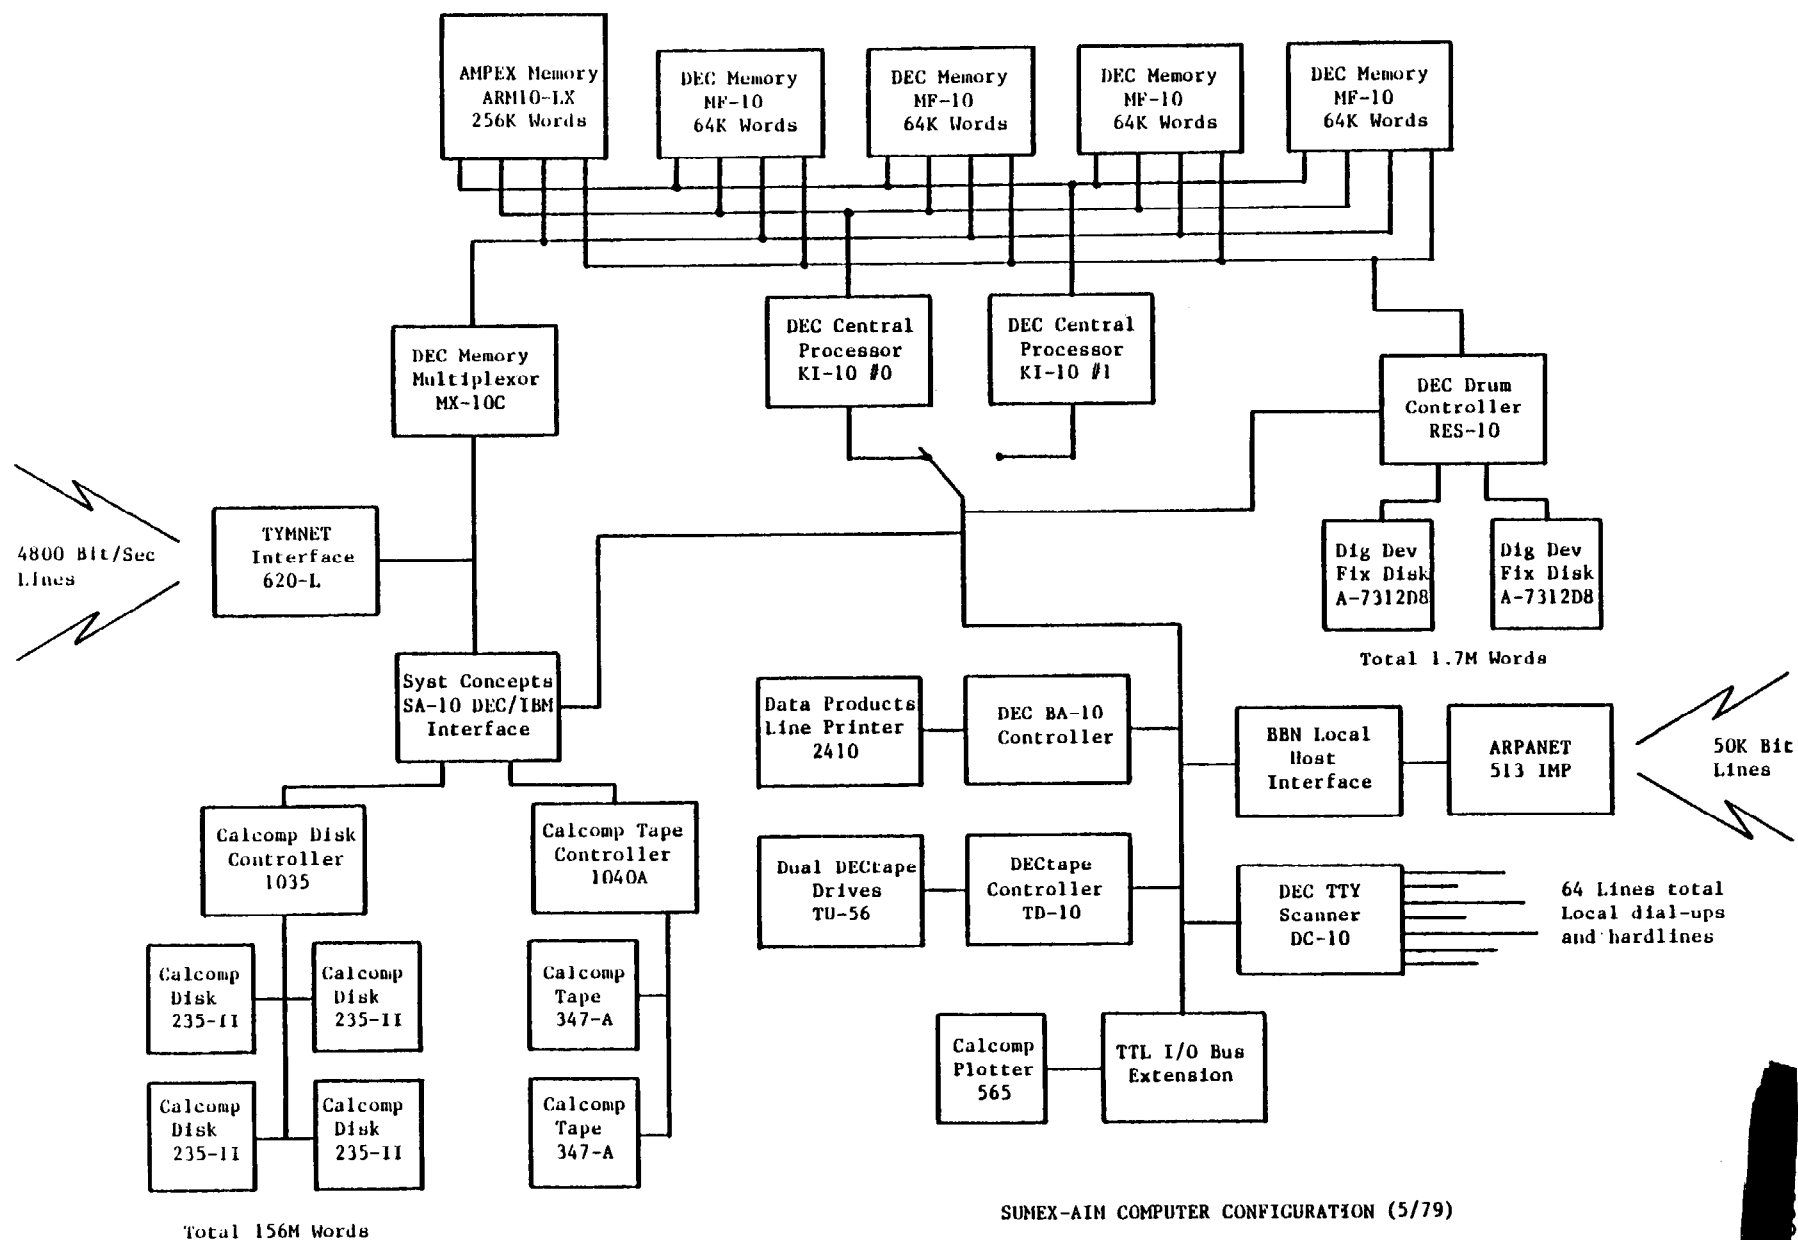 AMPEX Memory
ARM10-LX
256K Words
DEC Memory
MF-10
64K Words
DEC Memory
MF-10
64K Words
DEC Memory
MF-10
64K Words
DEC Memory
MF-10
64K Words
DEC Memory
Multiplexor
MX-10C
DEC Central
Processor
KI-10 #0
DEC Central
Processor
KI-10 #1
DEC Drum
Controller
RES-10
4800 Bit/Sec
Lines
TYMNET
Interface
620-L
Dig Dev
Fix Disk
A-7312D8
Dig Dev
Fix Disk
A-7312D8
Total 1.7M Words
Syst Concepts
SA-10 DEC/IBM
Interface
Data Products
Line Printer
2410
DEC BA-10
Controller
BBN Local
Host
Interface
ARPANET
513 IMP
50K Bit
Lines
Calcomp Disk
Controller
1035
Calcomp Tape
Controller
1040A
Dual DECtape
Drives
TU-56
DECtape
Controller
TD-10
DEC TTY
Scanner
DC-10
64 Lines total
Local dial-ups
and hardlines
Calcomp
Disk
235-II
Calcomp
Disk
235-II
Calcomp
Tape
347-A
Calcomp
Plotter
565
TTL I/O Bus
Extension
Calcomp
Disk
235-II
Calcomp
Disk
235-II
Calcomp
Tape
347-A
Total 156M Words
SUMEX-AIM COMPUTER CONFIGURATION (5/79)